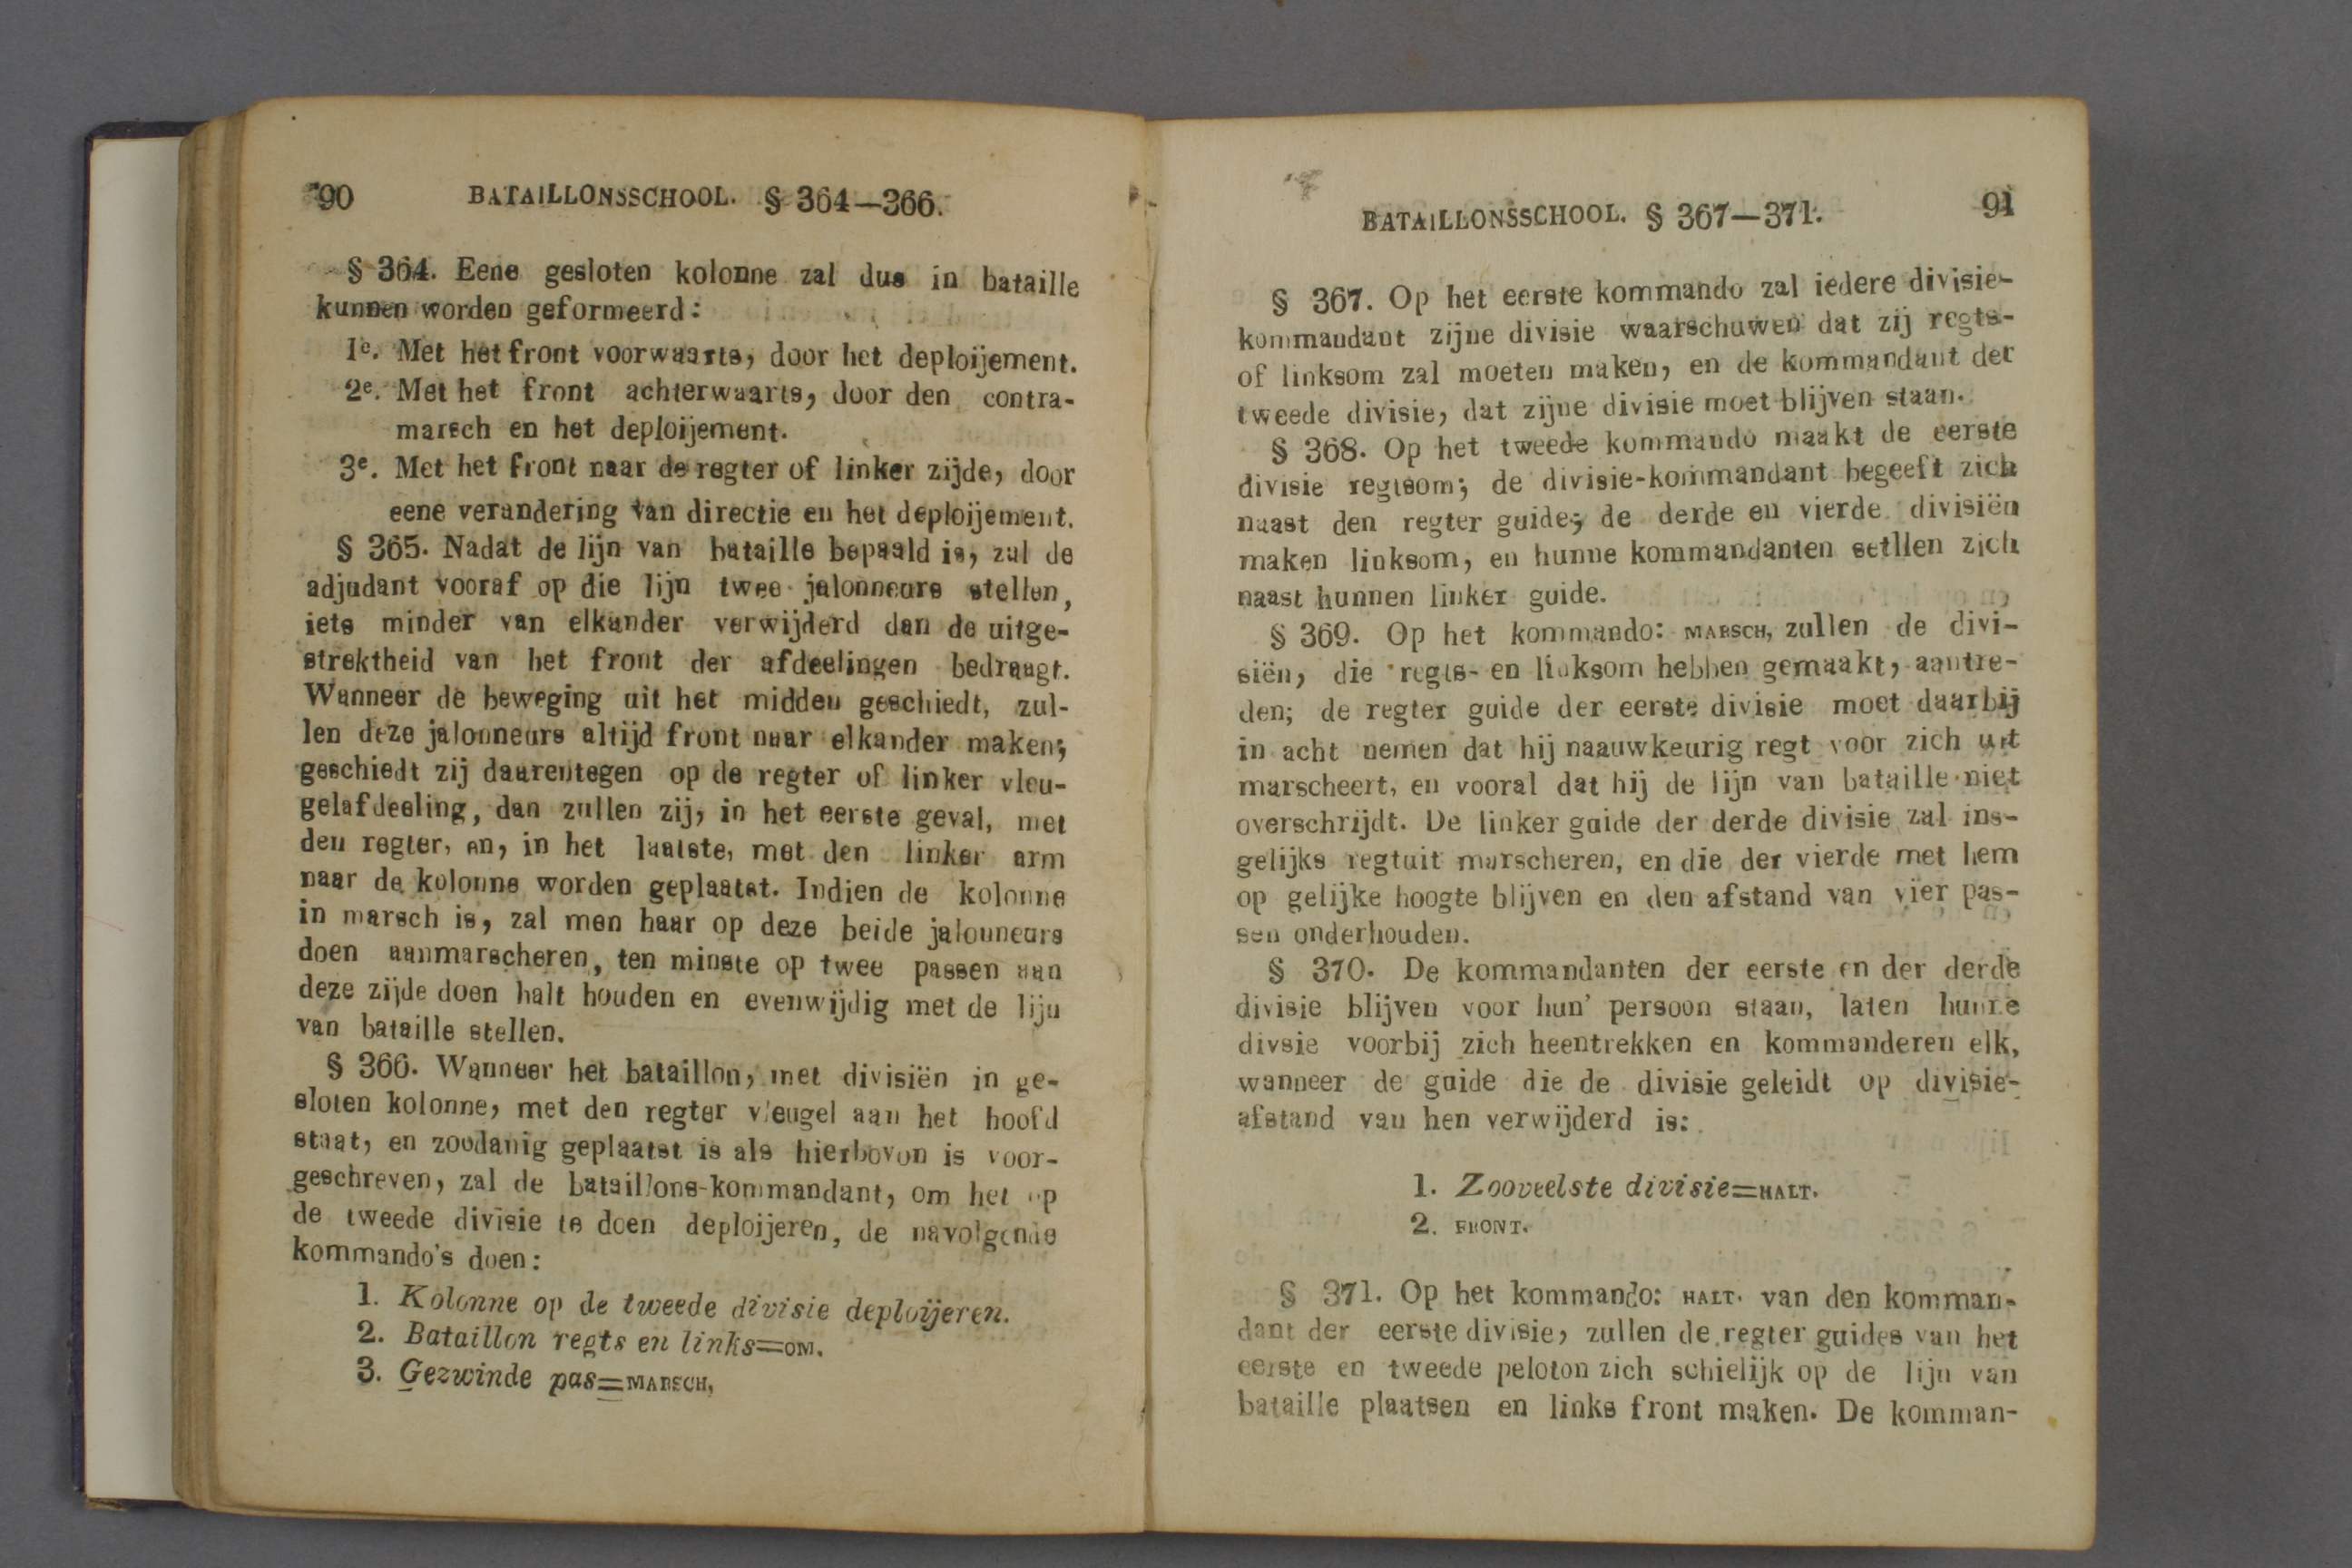 90 BATAILLONSSCHOOL. § 364—366.
§ 364. Eene gesloten kolonne zal dus in bataille
kunnen worden geformeerd:
1e. Met het front voorwaarts, door het deploijement.
2e. Met het front achterwaarts, door den contra-
marsch en het deploijement.
3e. Met het front naar de regter of linker zijde, door
eene verandering van directie en het deploijement.
§ 365. Nadat de lijn van bataille bepaald is, zal de
adjudant vooraf op die lijn twee jalonneurs stellen,
iets minder van elkander verwijderd dan de uitge-
strektheid van het front der afdeelingen bedraagt.
Wanneer de beweging uit het midden geschiedt, zul-
len deze jalonneurs altijd front naar elkander maken;
geschiedt zij daarentegen op de regter of linker vleu-
gelafdeeling, dan zullen zij, in het eerste geval, met
den regter, en, in het laatste, met den linker arm
naar de kolonne worden geplaatst. Indien de kolonne
in marsch is, zal men haar op deze beide jalonneurs
doen aanmarscheren, ten minste op twee passen aan
deze zijde doen halt houden en evenwijdig met de lijn
van bataille stellen.
§ 366. Wanneer het bataillon, met divisiën in ge-
sloten kolonne, met den regter vleugel aan het hoofd
staat, en zoodanig geplaatst is als hierboven is voor-
geschreven, zal de bataillons-kommandant, om het op
de tweede divisie te doen deploijeren, de navolgende
kommando's doen:
1. Kolonne op de tweede divisie deploijeren.
2. Bataillon regts en links=OM.
3. Gezwinde pas=MARSCH,
BATAILLONSSCHOOL. § 367—371. 91
§ 367. Op het eerste kommando zal iedere divisie-
kommandant zijne divisie waarschuwen dat zij regts-
of linksom zal moeten maken, en de kommandant der
tweede divisie, dat zijne divisie moet blijven staan.
§ 368. Op het tweede kommando maakt de eerste
divisie regtsom; de divisie-kommandant begeeft zich
naast den regter guide; de derde en vierde divisiën
maken linksom, en hunne kommandanten setllen zich
naast hunnen linker guide.
§ 369. Op het kommando: MARSCH, zullen de divi-
siën, die regts- en linksom hebben gemaakt, aantre-
den; de regter guide der eerste divisie moet daarbij
in acht nemen dat hij naauwkeurig regt voor zich uit
marscheert, en vooral dat hij de lijn van bataille niet
overschrijdt. De linker guide der derde divisie zal ins-
gelijks regtuit marscheren, en die der vierde met hem
op gelijke hoogte blijven en den afstand van vier pas-
sen onderhouden.
§ 370. De kommandanten der eerste en der derde
divisie blijven voor hun' persoon staan, laten hunne
divsie voorbij zich heentrekken en kommanderen elk,
wanneer de guide die de divisie geleidt op divisie-
afstand van hen verwijderd is:
1. Zooveelste divisie=HALT.
2. FRONT.
§ 371. Op het kommando: HALT. van den komman-
dant der eerste divisie, zullen de regter guides van het
eerste en tweede peloton zich schielijk op de lijn van
bataille plaatsen en links front maken. De komman-